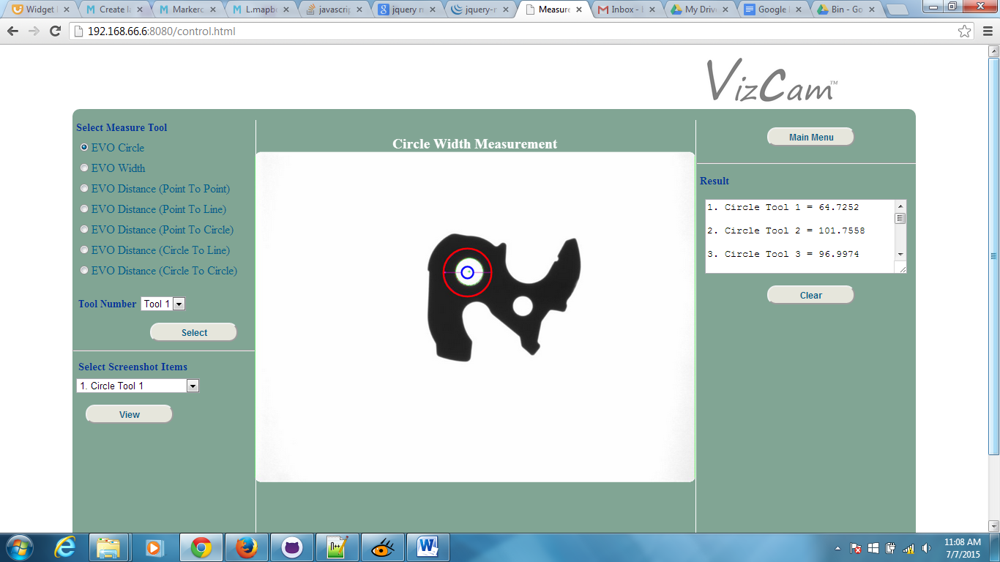 Widget
Create la
Markerc
L.mapb
javascrip
jquery m
jquery-r
Measure
Inbox - l
My Driv
Google
Bin - Go
192.168.66.6:8080/control.html
VizCam™
Select Measure Tool
EVO Circle
EVO Width
EVO Distance (Point To Point)
EVO Distance (Point To Line)
EVO Distance (Point To Circle)
EVO Distance (Circle To Line)
EVO Distance (Circle To Circle)
Tool Number Tool 1
Select
Select Screenshot Items
1. Circle Tool 1
View
Circle Width Measurement
Main Menu
Result
1. Circle Tool 1 = 64.7252
2. Circle Tool 2 = 101.7558
3. Circle Tool 3 = 96.9974
Clear
11:08 AM
7/7/2015